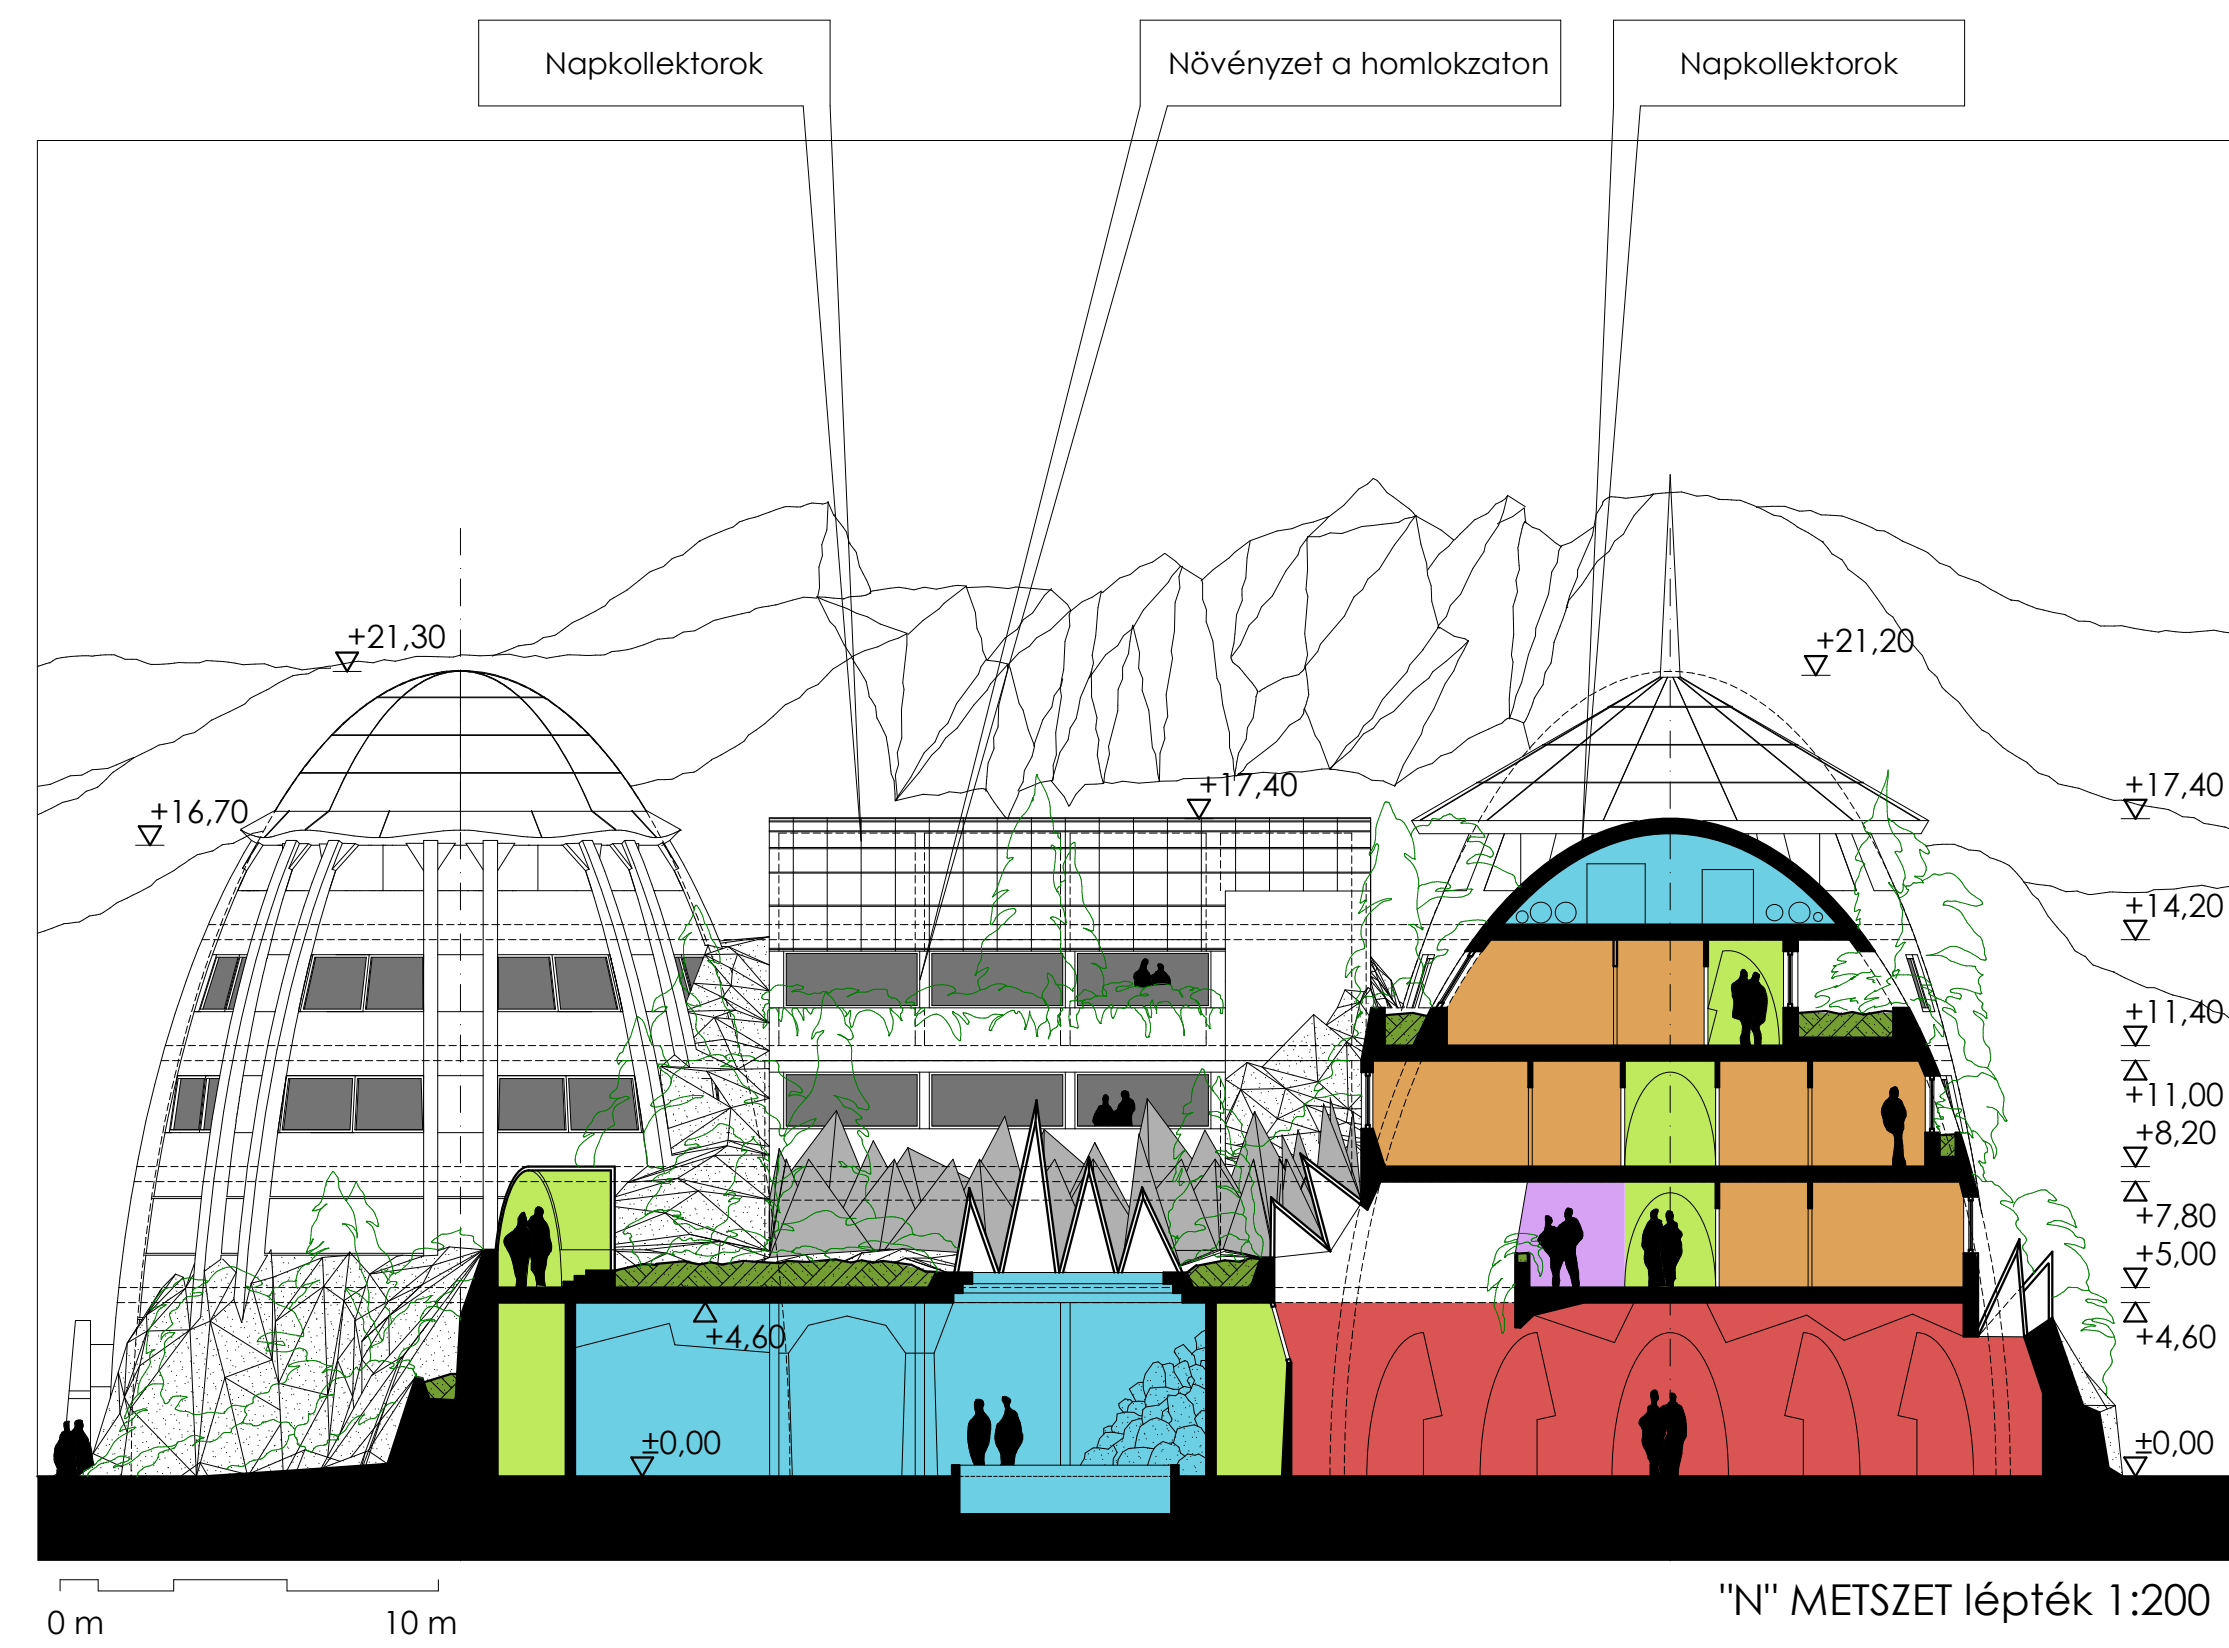 Napkollektorok
Növényzet a homlokzaton
Napkollektorok
+21,30
+21,20
+16,70
+17,40
+17,40
+14,20
+11,40
+11,00
+8,20
+7,80
+5,00
+4,60
+4,60
±0,00
±0,00
0 m
10 m
"N" METSZET lépték 1:200